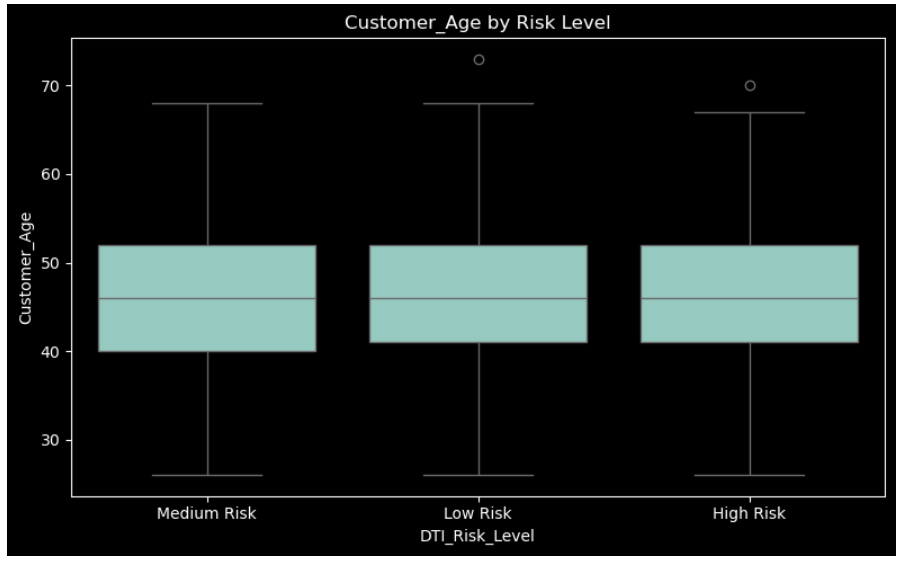 Customer_Age by Risk Level
Customer_Age
70
60
50
40
30
Medium Risk
Low Risk
High Risk
DTI_Risk_Level